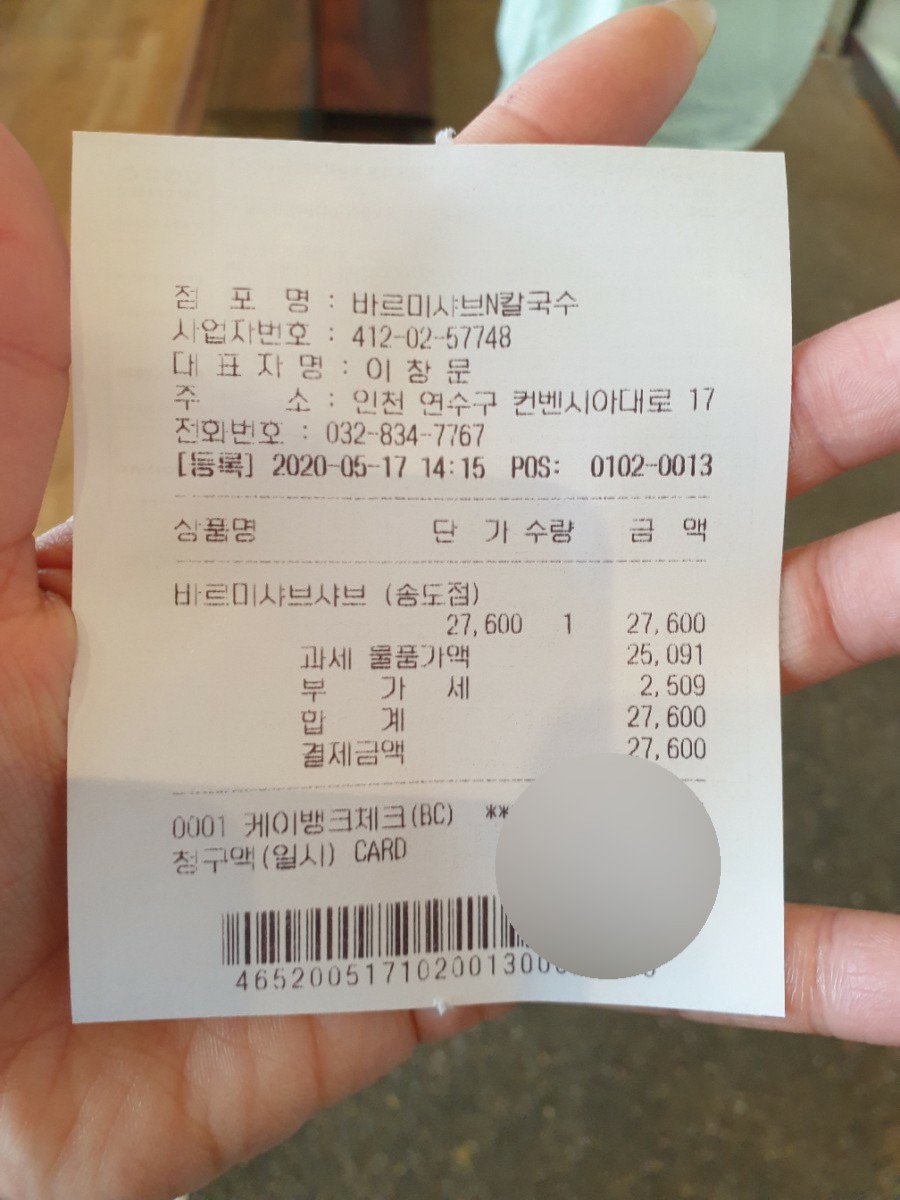 점 포 명 : 바르미샤브N칼국수
사업자번호 : 412-02-57748
대 표 자 명 : 이 창 문
주 소 : 인천 연수구 컨벤시아대로 17
전화번호 : 032-834-7767
[등록] 2020-05-17 14:15 POS: 0102-0013
상품명 단 가 수량 금 액
바르미샤브샤브 (송도점)
27,600 1 27,600
과세 물품가액 25,091
부 가 세 2,509
합 계 27,600
결제금액 27,600
0001 케이뱅크체크(BC) **
청구액(일시) CARD
4652005171020013000